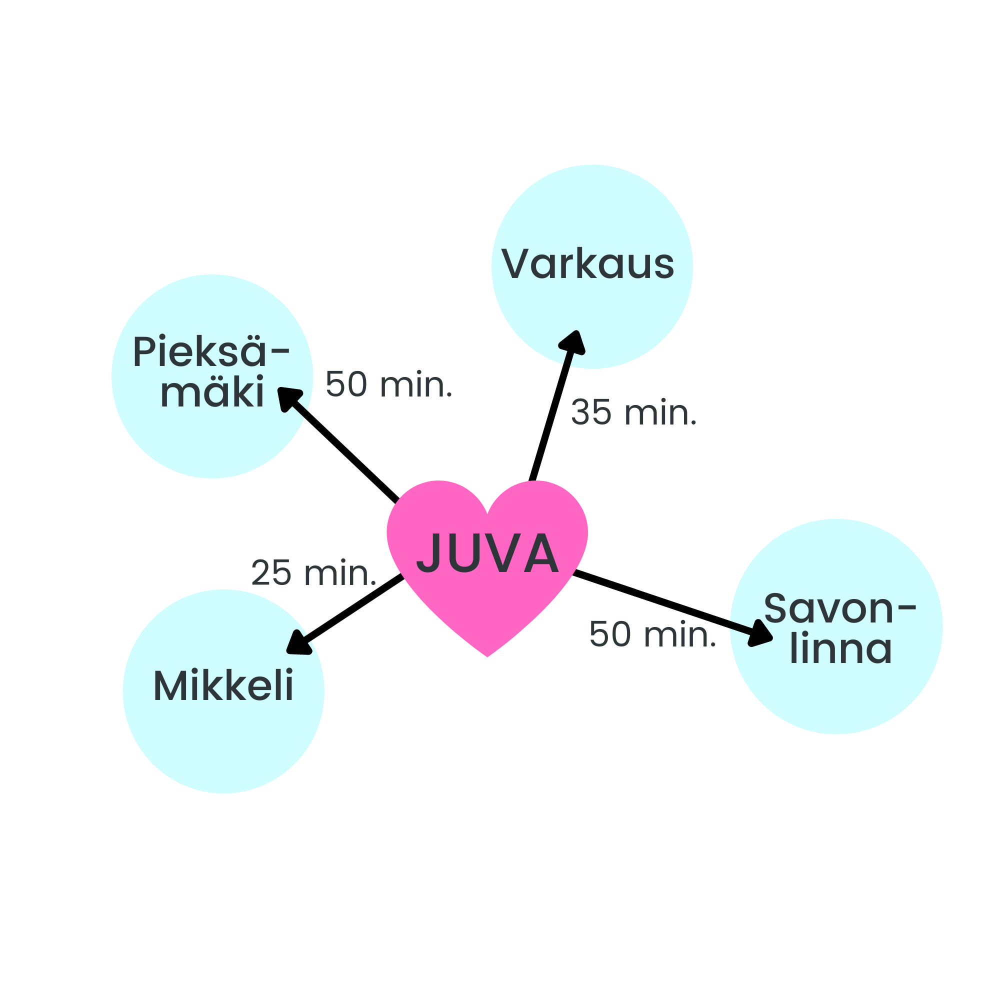 Varkaus
Pieksä-
mäki
50 min.
35 min.
JUVA
25 min.
Savon-
linna
50 min.
Mikkeli